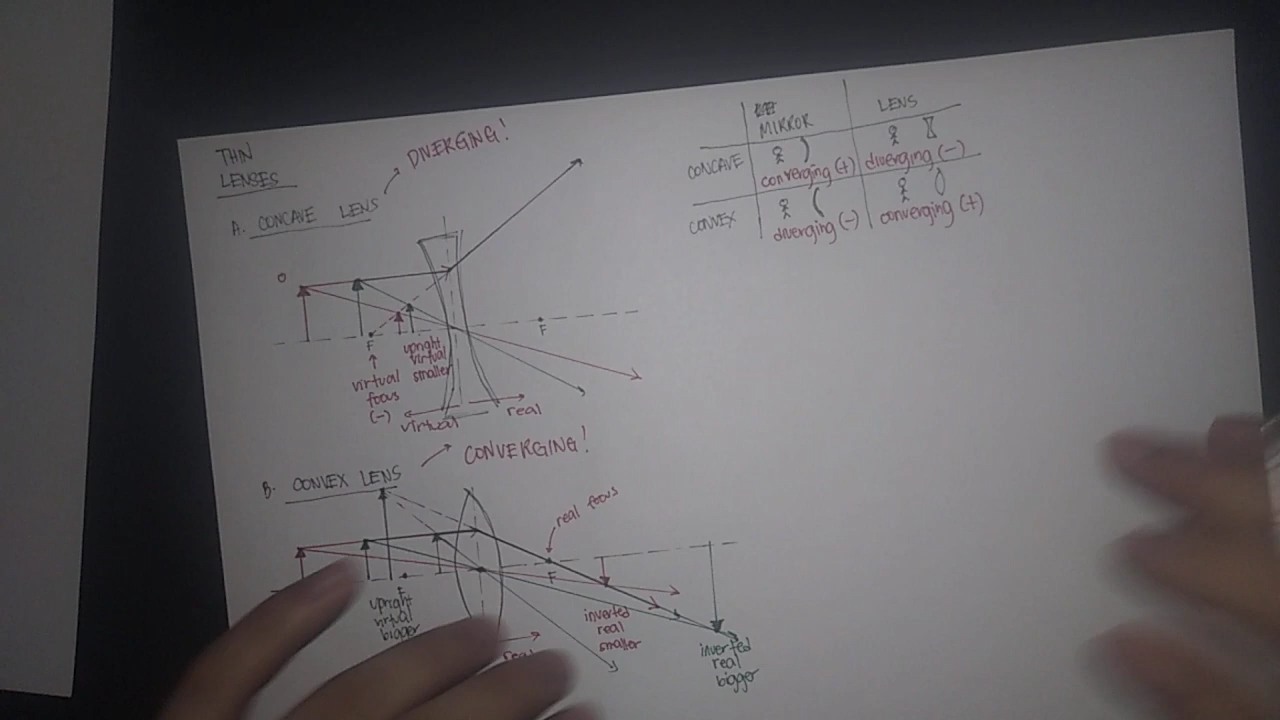 THIN
LENSES
DIVERGING!
A. CONCAVE LENS
O
F
F
virtual
focus
(-)
upright
virtual
smaller
virtual
real
MIRROR
LENS
CONCAVE
converging (+)
diverging (-)
CONVEX
diverging (-)
converging (+)
CONVERGING!
B. CONVEX LENS
real focus
F
F
upright
virtual
bigger
real
inverted
real
smaller
inverted
real
bigger